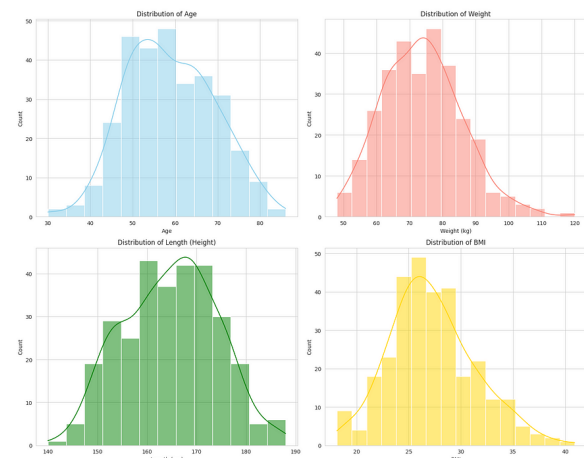 Distribution of Age
50
40
30
20
10
0
Count
30 40 50 60 70 80
Age
Distribution of Weight
40
30
20
10
0
Count
50 60 70 80 90 100 110 120
Weight (kg)
Distribution of Length (Height)
40
30
20
10
0
Count
140 150 160 170 180 190
Distribution of BMI
50
40
30
20
10
0
Count
20 25 30 35 40